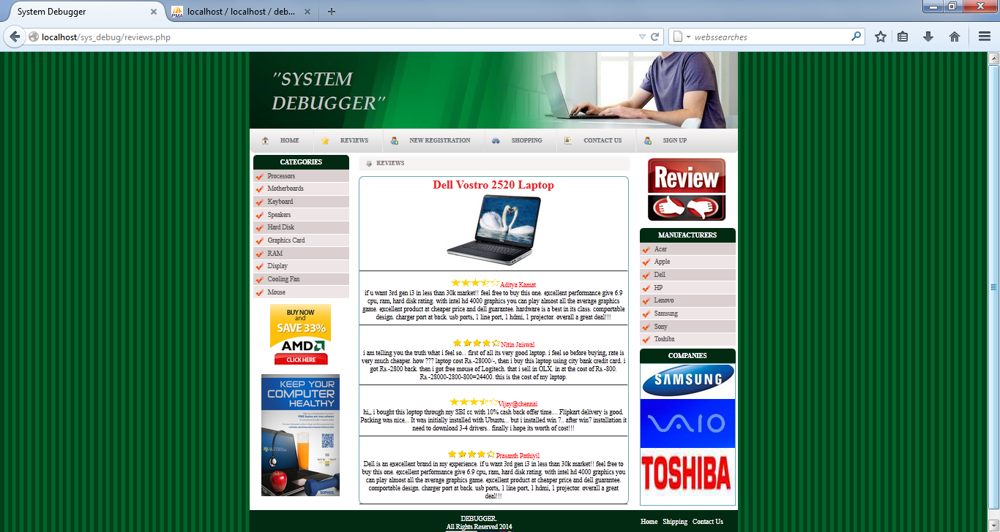 System Debugger
localhost / localhost / deb...
localhost/sys_debug/reviews.php
webssearches
"SYSTEM
DEBUGGER"
HOME
REVIEWS
NEW REGISTRATION
SHOPPING
CONTACT US
SIGN UP
CATEGORIES
Processors
Motherboards
Keyboard
Speakers
Hard Disk
Graphics Card
RAM
Display
Cooling Fan
Mouse
BUY NOW
and
SAVE 33%
AMD
CLICK HERE
KEEP YOUR
COMPUTER
HEALTHY
SOPHOS
REVIEWS
Dell Vostro 2520 Laptop
Aditya Kamat
if u want 3rd gen i3 in less than 30k market!! feel free to buy this one. excellent performance give 6.9
cpu, ram, hard disk rating. with intel hd 4000 graphics you can play almost all the average graphics
game. excellent product at cheaper price and dell guarantee. hardware is a best in its class. comportable
design. charger port at back. usb ports, 1 line port, 1 hdmi, 1 projector. overall a great deal!!!
Nitin Jaiswal
i am telling you the truth what i feel so... first of all its very good laptop. i feel so before buying, rate is
very much cheaper. how ??? laptop cost Rs.-28000/-, then i buy this laptop using city bank credit card. i
got Rs.-2800 back. then i got free mouse of Logitech. that i sell in OLX. in at the cost of Rs.-800.
Rs.-28000-2800-800=24400. this is the cost of my laptop.
Vijay@chennai
hi,, i bought this loptop through my SBI cc with 10% cash back offer time.... Flipkart delivery is good.
Packing was nice... It was initially installed with Ubuntu... but i installed win 7.. after win7 installation it
need to download 3-4 drivers.. finally i hope its worth of cost!!!
Prasanth Pathiyil
Dell is an execellent brand in my experience. if u want 3rd gen i3 in less than 30k market!! feel free to
buy this one. excellent performance give 6.9 cpu, ram, hard disk rating. with intel hd 4000 graphics you
can play almost all the average graphics game. excellent product at cheaper price and dell guarantee.
comportable design. charger port at back. usb ports, 1 line port, 1 hdmi, 1 projector. overall a great
deal!!!
Review
MANUFACTURERS
Acer
Apple
Dell
HP
Lenovo
Samsung
Sony
Toshiba
COMPANIES
SAMSUNG
VAIO
TOSHIBA
DEBUGGER.
All Rights Reserved 2014
Home Shipping Contact Us